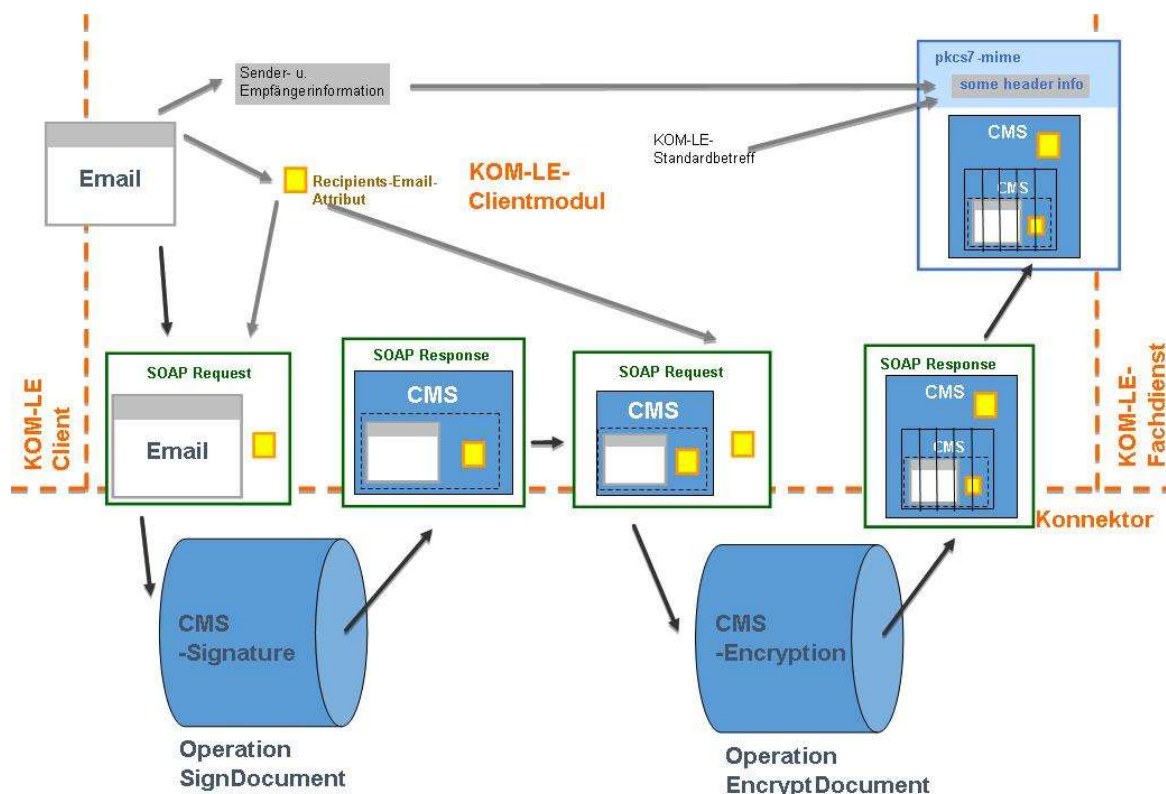 pkcs7-mime
some header info
Sender- u.
Empfängerinformation
CMS
KOM-LE-
Standardbetreff
Email
Recipients-Email-
Attribut
KOM-LE-
Clientmodul
CMS
SOAP Request
SOAP Response
SOAP Request
SOAP Response
CMS
CMS
CMS
Email
CMS
KOM-LE
Client
KOM-LE-
Fachdienst
Konnektor
CMS
-Signature
CMS
-Encryption
Operation
SignDocument
Operation
EncryptDocument